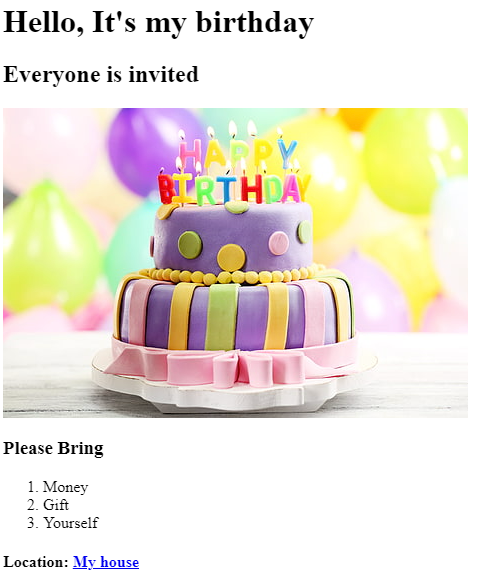 Hello, It's my birthday
Everyone is invited
HAPPY
BIRTHDAY
Please Bring
1. Money
2. Gift
3. Yourself
Location: My house